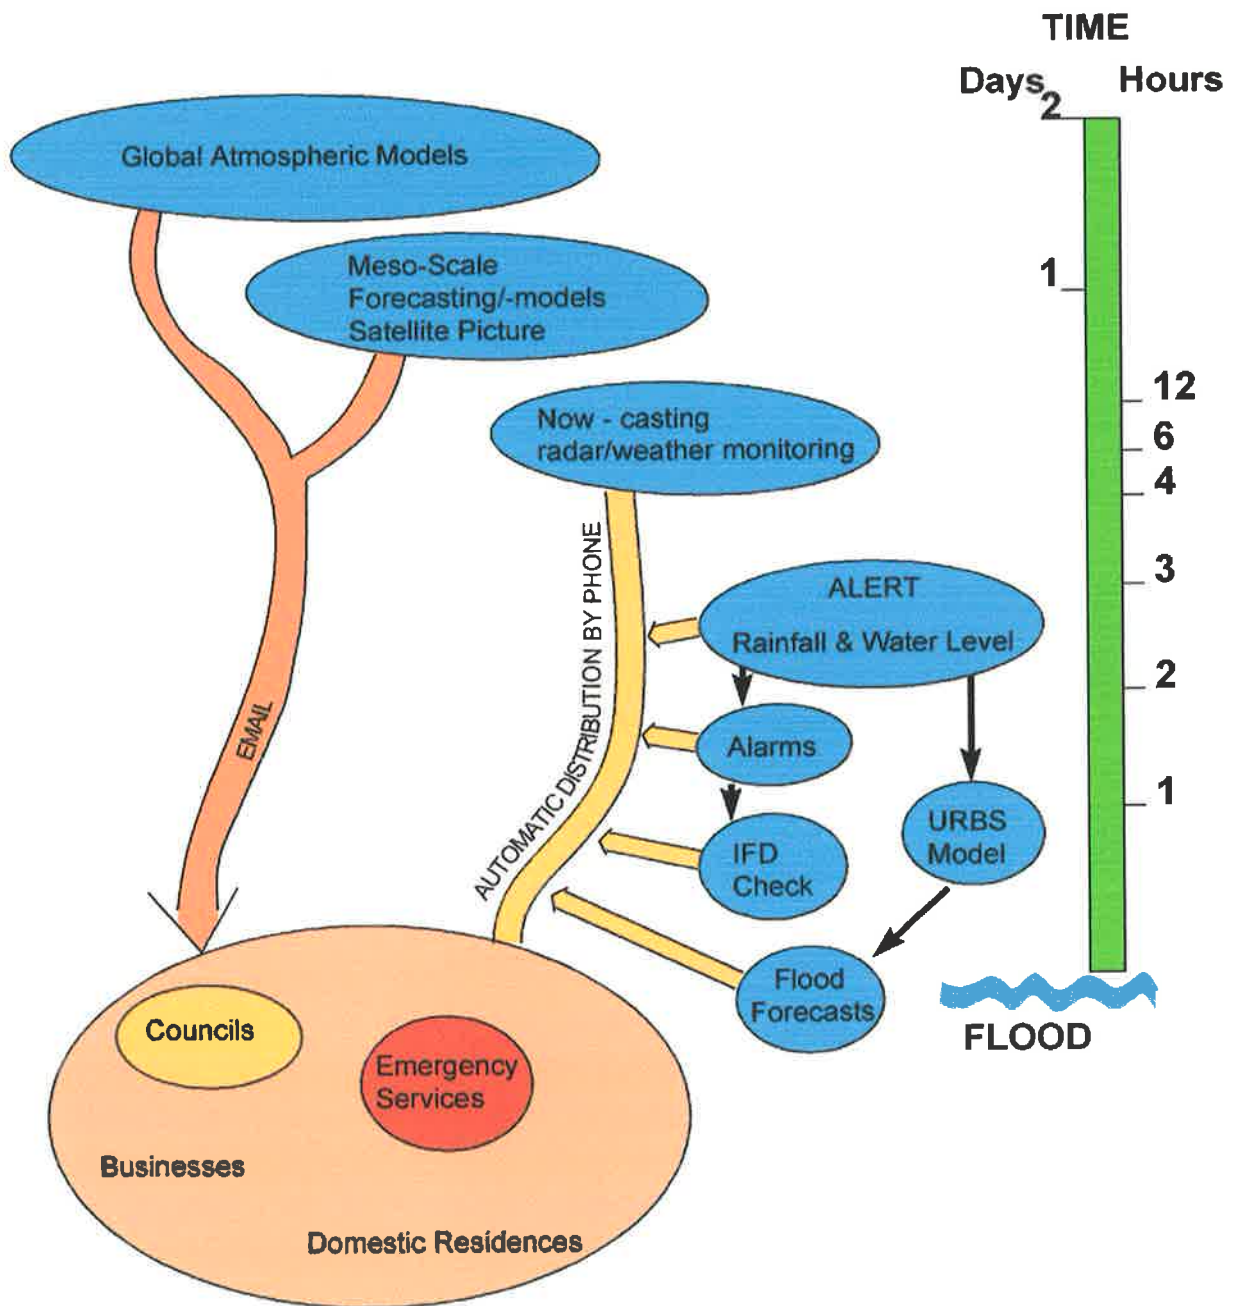 TIME
Days
Hours
2
Global Atmospheric Models
Meso-Scale
Forecasting/-models
Satellite Picture
1
12
Now - casting
radar/weather monitoring
6
4
AUTOMATIC DISTRIBUTION BY PHONE
3
ALERT
Rainfall & Water Level
2
EMAIL
Alarms
1
URBS
Model
IFD
Check
Flood
Forecasts
FLOOD
Councils
Emergency
Services
Businesses
Domestic Residences